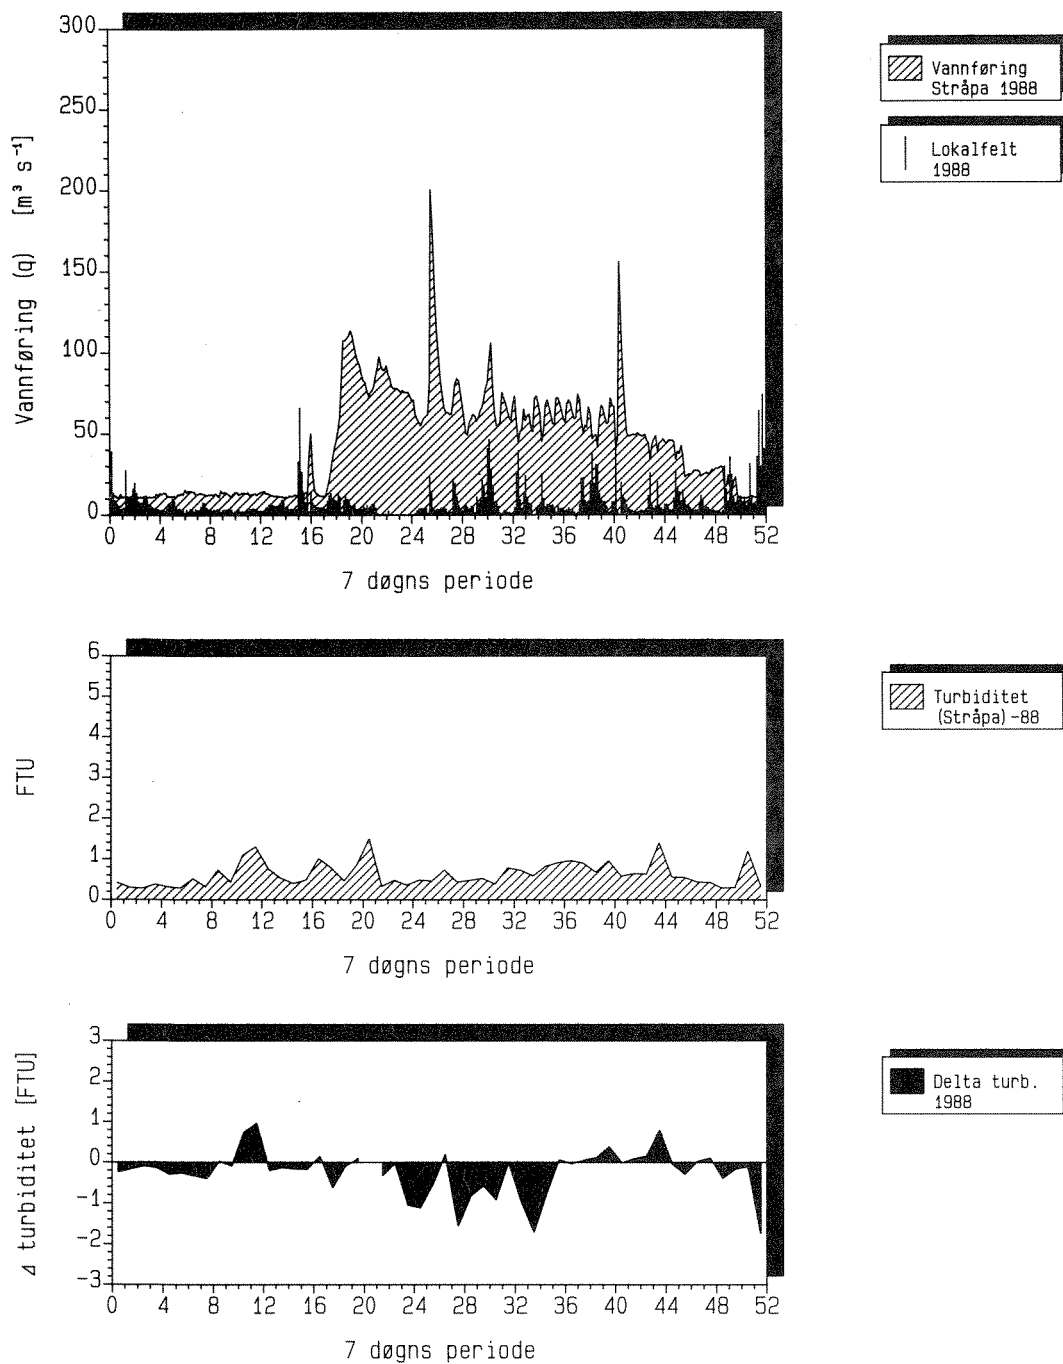 300
250
200
150
100
50
0
Vannføring (q) [m³ s⁻¹]
0 4 8 12 16 20 24 28 32 36 40 44 48 52
7 døgns periode
Vannføring
Stråpa 1988
Lokalfelt
1988
6
5
4
3
2
1
0
FTU
0 4 8 12 16 20 24 28 32 36 40 44 48 52
7 døgns periode
Turbiditet
(Stråpa)-88
3
2
1
0
-1
-2
-3
Δ turbiditet [FTU]
0 4 8 12 16 20 24 28 32 36 40 44 48 52
7 døgns periode
Delta turb.
1988